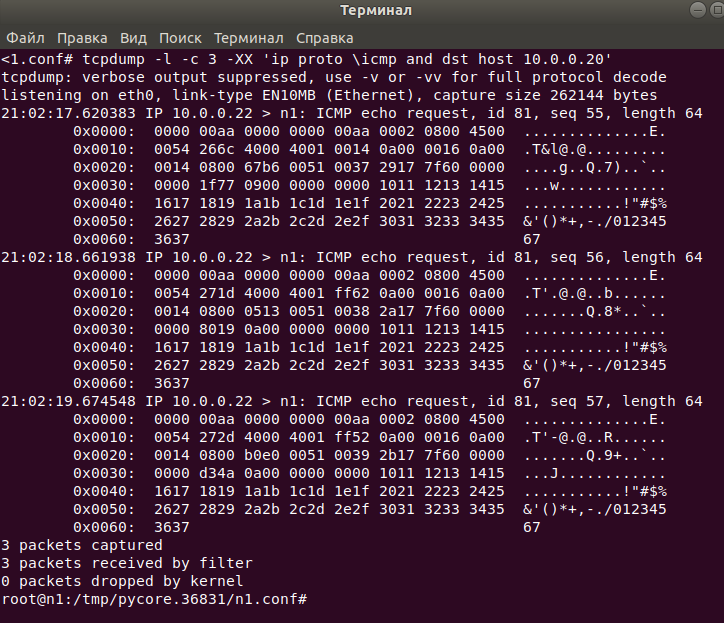 Терминал
Файл Правка Вид Поиск Терминал Справка
<1.conf# tcpdump -l -c 3 -XX 'ip proto \icmp and dst host 10.0.0.20'
tcpdump: verbose output suppressed, use -v or -vv for full protocol decode
listening on eth0, link-type EN10MB (Ethernet), capture size 262144 bytes
21:02:17.620383 IP 10.0.0.22 > n1: ICMP echo request, id 81, seq 55, length 64
0x0000:  0000 00aa 0000 0000 00aa 0002 0800 4500  ..............E.
0x0010:  0054 266c 4000 4001 0014 0a00 0016 0a00  .T&l@.@.........
0x0020:  0014 0800 67b6 0051 0037 2917 7f60 0000  ....g..Q.7)..`..
0x0030:  0000 1f77 0900 0000 0000 1011 1213 1415  ...w............
0x0040:  1617 1819 1a1b 1c1d 1e1f 2021 2223 2425  ...........!"#$%
0x0050:  2627 2829 2a2b 2c2d 2e2f 3031 3233 3435  &'()*+,-./012345
0x0060:  3637                                     67
21:02:18.661938 IP 10.0.0.22 > n1: ICMP echo request, id 81, seq 56, length 64
0x0000:  0000 00aa 0000 0000 00aa 0002 0800 4500  ..............E.
0x0010:  0054 271d 4000 4001 ff62 0a00 0016 0a00  .T'.@.@..b......
0x0020:  0014 0800 0513 0051 0038 2a17 7f60 0000  .......Q.8*..`..
0x0030:  0000 8019 0a00 0000 0000 1011 1213 1415  ................
0x0040:  1617 1819 1a1b 1c1d 1e1f 2021 2223 2425  ...........!"#$%
0x0050:  2627 2829 2a2b 2c2d 2e2f 3031 3233 3435  &'()*+,-./012345
0x0060:  3637                                     67
21:02:19.674548 IP 10.0.0.22 > n1: ICMP echo request, id 81, seq 57, length 64
0x0000:  0000 00aa 0000 0000 00aa 0002 0800 4500  ..............E.
0x0010:  0054 272d 4000 4001 ff52 0a00 0016 0a00  .T'-@.@..R......
0x0020:  0014 0800 b0e0 0051 0039 2b17 7f60 0000  .......Q.9+..`..
0x0030:  0000 d34a 0a00 0000 0000 1011 1213 1415  ...J............
0x0040:  1617 1819 1a1b 1c1d 1e1f 2021 2223 2425  ...........!"#$%
0x0050:  2627 2829 2a2b 2c2d 2e2f 3031 3233 3435  &'()*+,-./012345
0x0060:  3637                                     67
3 packets captured
3 packets received by filter
0 packets dropped by kernel
root@n1:/tmp/pycore.36831/n1.conf#